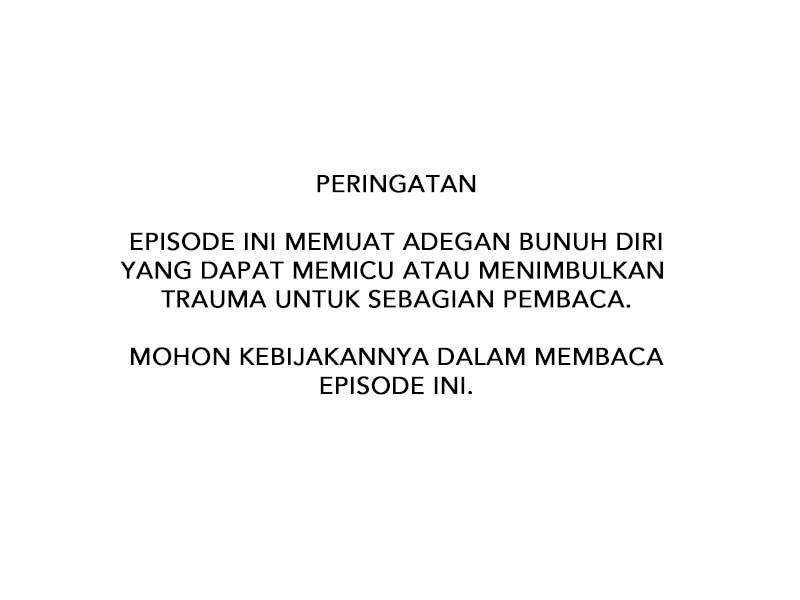 PERINGATAN
EPISODE INI MEMUAT ADEGAN BUNUH DIRI
YANG DAPAT MEMICU ATAU MENIMBULKAN
TRAUMA UNTUK SEBAGIAN PEMBACA.
MOHON KEBIJAKANNYA DALAM MEMBACA
EPISODE INI.